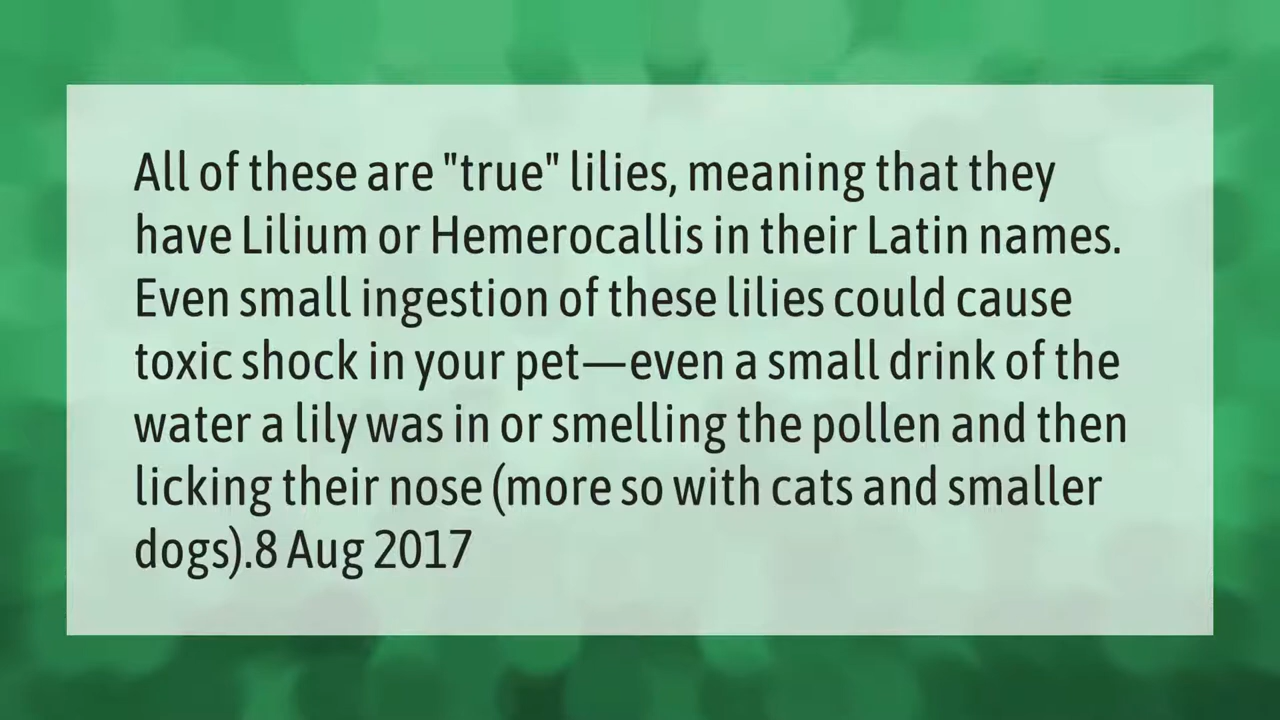 All of these are "true" lilies, meaning that they
have Lilium or Hemerocallis in their Latin names.
Even small ingestion of these lilies could cause
toxic shock in your pet—even a small drink of the
water a lily was in or smelling the pollen and then
licking their nose (more so with cats and smaller
dogs).8 Aug 2017